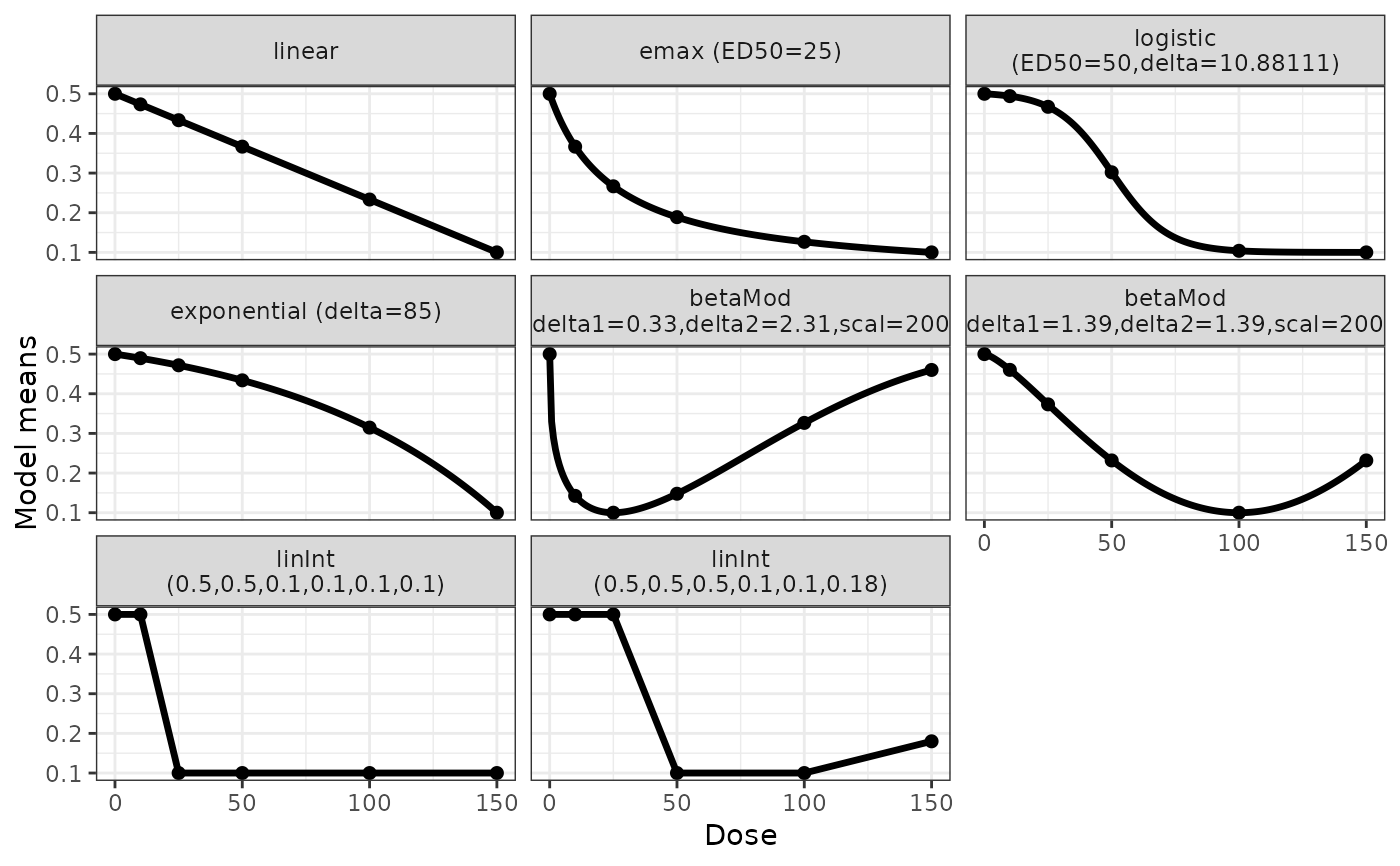 linear
emax (ED50=25)
logistic
(ED50=50,delta=10.88111)
0.5
0.4
0.3
0.2
0.1
exponential (delta=85)
betaMod
delta1=0.33,delta2=2.31,scal=200
betaMod
delta1=1.39,delta2=1.39,scal=200
0.5
0.4
0.3
0.2
0.1
0 50 100 150
Model means
linInt
(0.5,0.5,0.1,0.1,0.1,0.1)
linInt
(0.5,0.5,0.5,0.1,0.1,0.18)
0.5
0.4
0.3
0.2
0.1
0 50 100 150
0 50 100 150
Dose